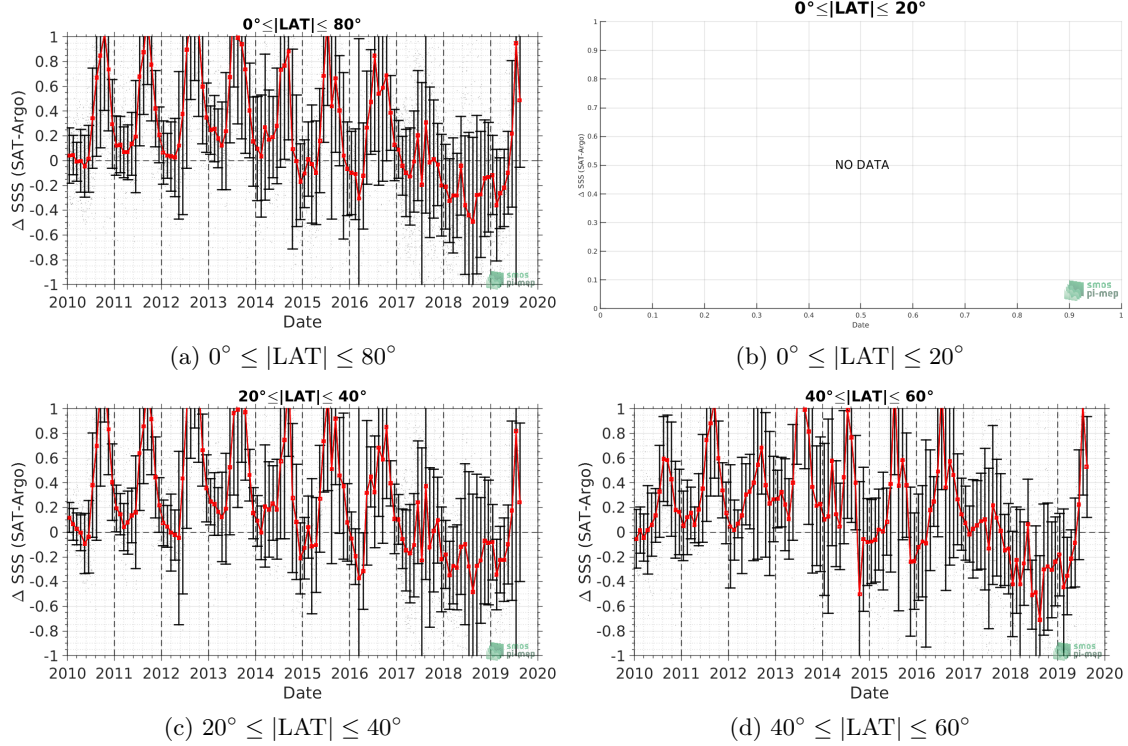 0°≤|LAT|≤ 80°
1
0.8
0.6
0.4
0.2
0
-0.2
-0.4
-0.6
-0.8
-1
Δ SSS (SAT-Argo)
2010 2011 2012 2013 2014 2015 2016 2017 2018 2019 2020
Date
smos
pi-mep
(a) 0° ≤ |LAT| ≤ 80°
0°≤|LAT|≤ 20°
1
0.9
0.8
0.7
0.6
0.5
0.4
0.3
0.2
0.1
0
Δ SSS (SAT-Argo)
NO DATA
0 0.1 0.2 0.3 0.4 0.5 0.6 0.7 0.8 0.9 1
Date
smos
pi-mep
(b) 0° ≤ |LAT| ≤ 20°
20°≤|LAT|≤ 40°
1
0.8
0.6
0.4
0.2
0
-0.2
-0.4
-0.6
-0.8
-1
Δ SSS (SAT-Argo)
2010 2011 2012 2013 2014 2015 2016 2017 2018 2019 2020
Date
smos
pi-mep
(c) 20° ≤ |LAT| ≤ 40°
40°≤|LAT|≤ 60°
1
0.8
0.6
0.4
0.2
0
-0.2
-0.4
-0.6
-0.8
-1
Δ SSS (SAT-Argo)
2010 2011 2012 2013 2014 2015 2016 2017 2018 2019 2020
Date
smos
pi-mep
(d) 40° ≤ |LAT| ≤ 60°